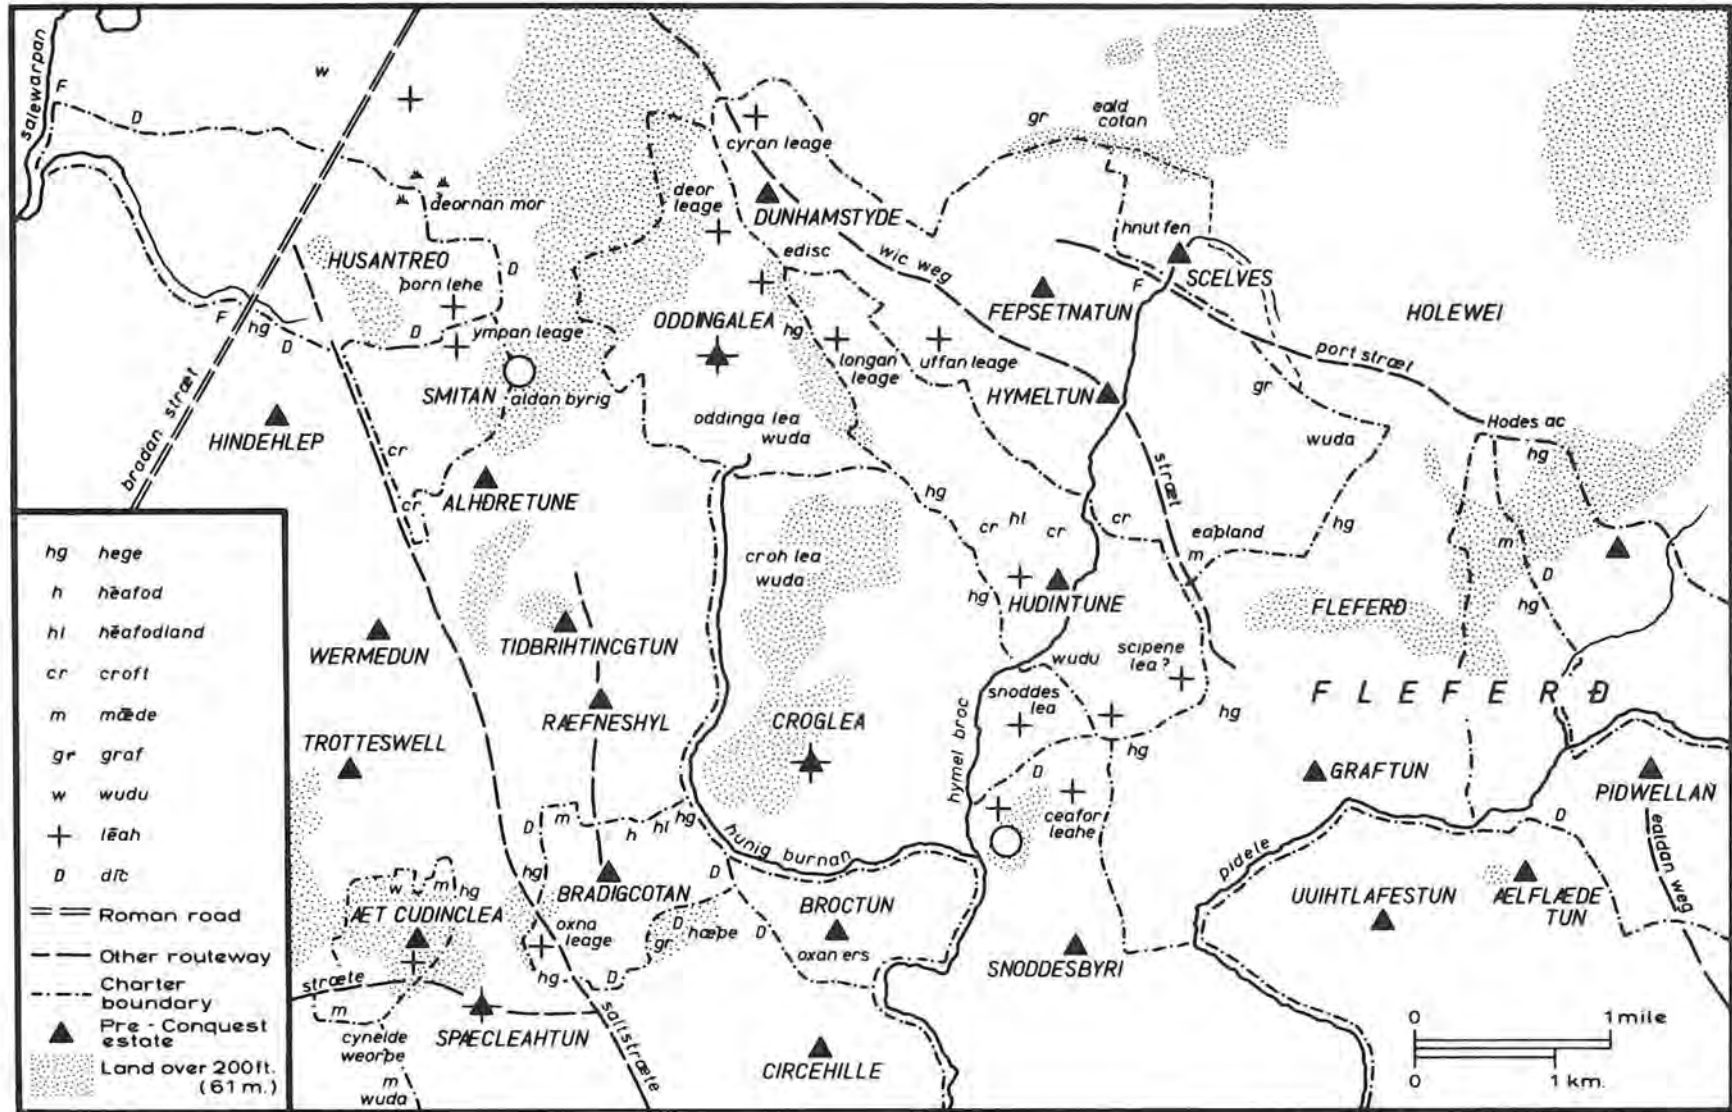 salewarpan
F
D
w
bradan stræt
ðeornan mor
HUSANTREO
þorn lehe
D
D
ympan leage
F
hg
D
SMITAN
aldan byrig
HINDEHLEP
cr
cr
ALHÐRETUNE
cyran leage
deor
leage
DUNHAMSTYDE
edisc
wic weg
ODDINGALEA
hg
longan
leage
uffan leage
oddinga lea
wuda
gr
eald
cotan
hnut fen
SCELVES
F
FEPSETNATUN
HYMELTUN
HOLEWEI
port stræt
gr
wuda
Hodes ac
hg
hg
stræt
cr
hl
cr
cr
eaþland
m
hg
m
D
hg
croh lea
wuda
hg
HUDINTUNE
FLEFERÐ
WERMEDUN
TIDBRIHTINCGTUN
RÆFNESHYL
wudu
scipene
lea?
snoddes
lea
hg
FLEFERÐ
TROTTESWELL
CROGLEA
hymel broc
hg
D
ceafor
leahe
GRAFTUN
PIDWELLAN
D
m
h
hl
hg
hunig burnan
pidele
D
ealdan weg
w
m
hg
hg
BRADIGCOTAN
D
BROCTUN
UUIHTLAFESTUN
ÆLFLÆDE
TUN
ÆT CUDINCLEA
oxna
leage
gr
D
hæþe
D
oxan ers
SNODDESBYRI
stræte
hg
D
m
SPÆCLEAHTUN
saltstræte
cynelde
weorþe
m
wuda
CIRCEHILLE
hg hege
h hēafod
hl hēafodland
cr croft
m mǣde
gr graf
w wudu
lēah
D dīc
Roman road
Other routeway
Charter
boundary
Pre-Conquest
estate
Land over 200ft.
(61 m.)
0 1 mile
0 1 km.